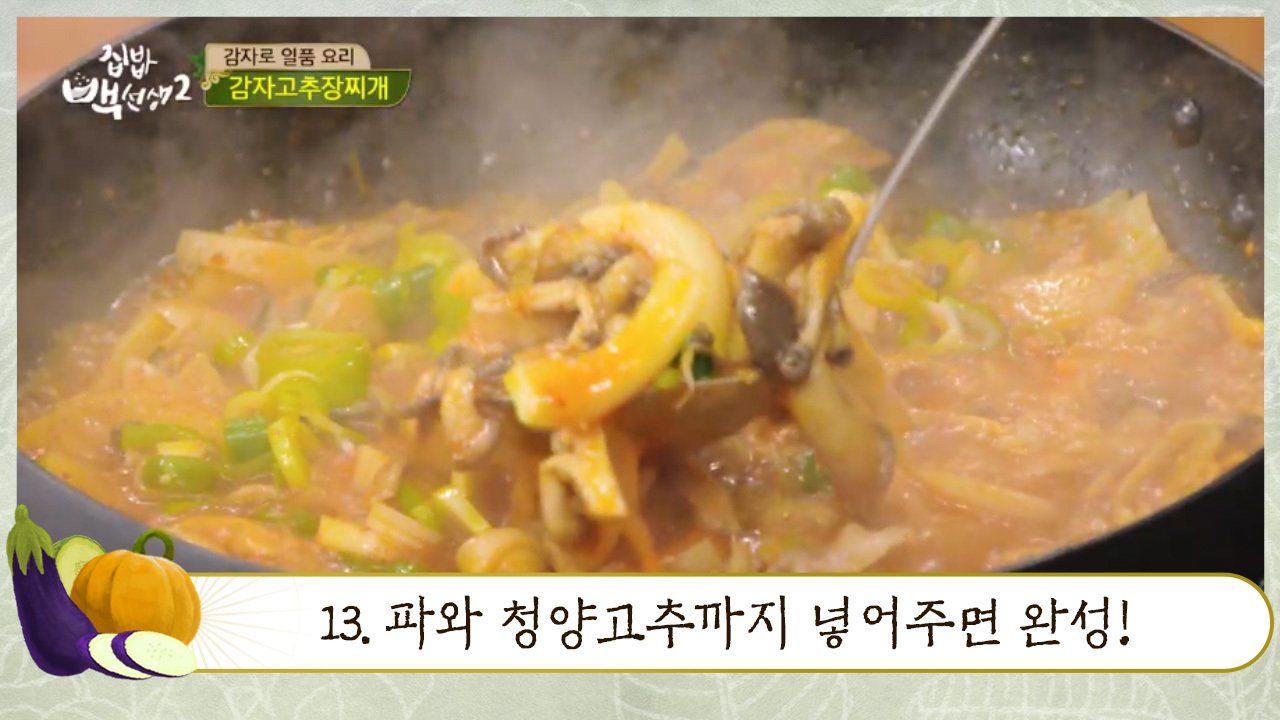 집밥
백선생2
감자로 일품 요리
감자고추장찌개
13. 파와 청양고추까지 넣어주면 완성!